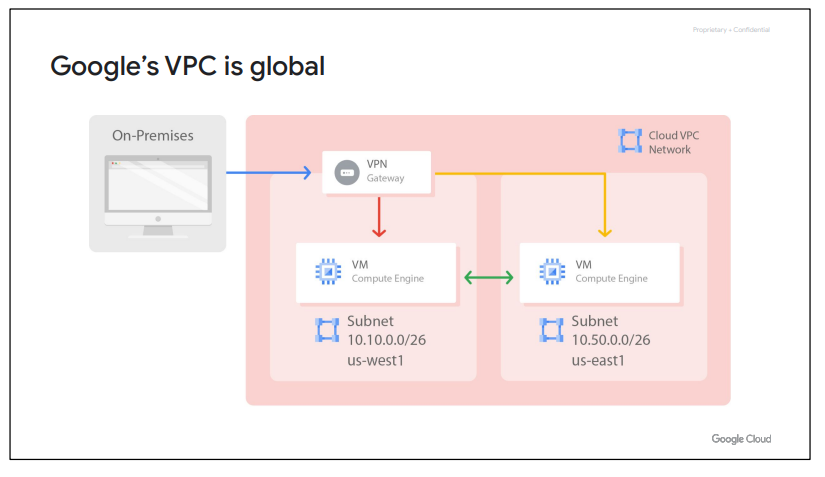 Proprietary + Confidential
Google's VPC is global
On-Premises
Cloud VPC
Network
VPN
Gateway
VM
Compute Engine
VM
Compute Engine
Subnet
10.10.0.0/26
us-west1
Subnet
10.50.0.0/26
us-east1
Google Cloud